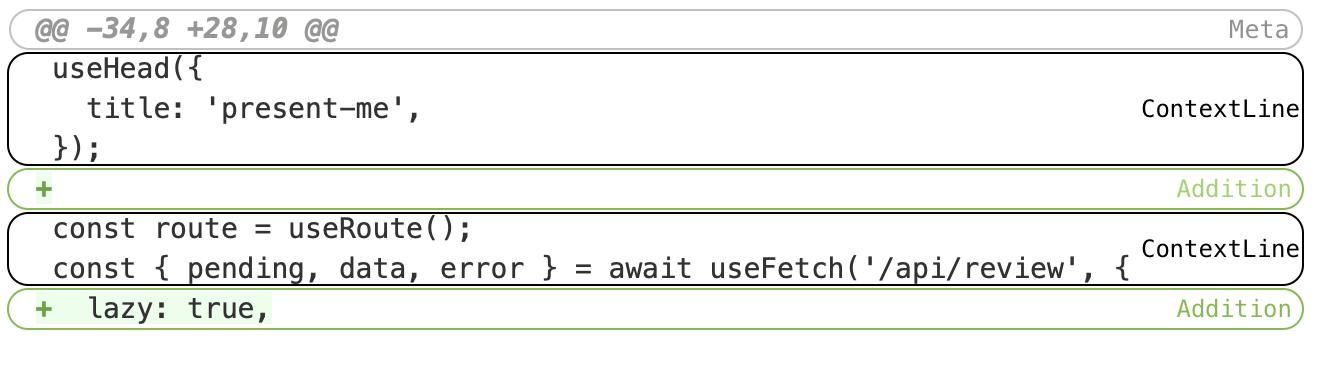 @@ -34,8 +28,10 @@ Meta
useHead({
  title: 'present-me', ContextLine
});
+ Addition
const route = useRoute();
const { pending, data, error } = await useFetch('/api/review', { ContextLine
+  lazy: true, Addition